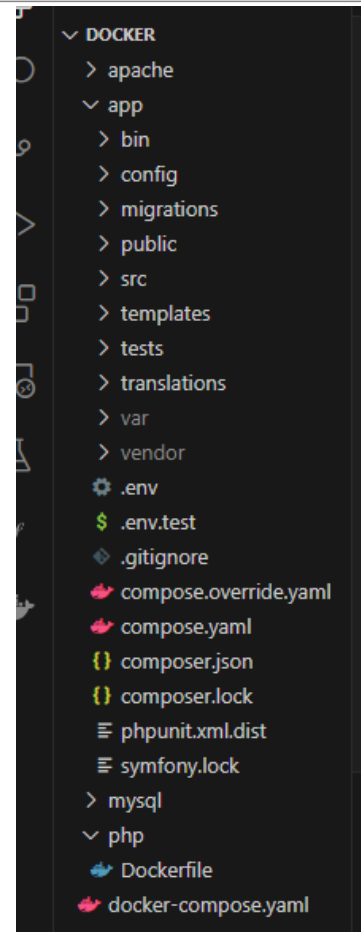 DOCKER
apache
app
bin
config
migrations
public
src
templates
tests
translations
var
vendor
.env
$ .env.test
.gitignore
compose.override.yaml
compose.yaml
{} composer.json
{} composer.lock
phpunit.xml.dist
symfony.lock
mysql
php
Dockerfile
docker-compose.yaml